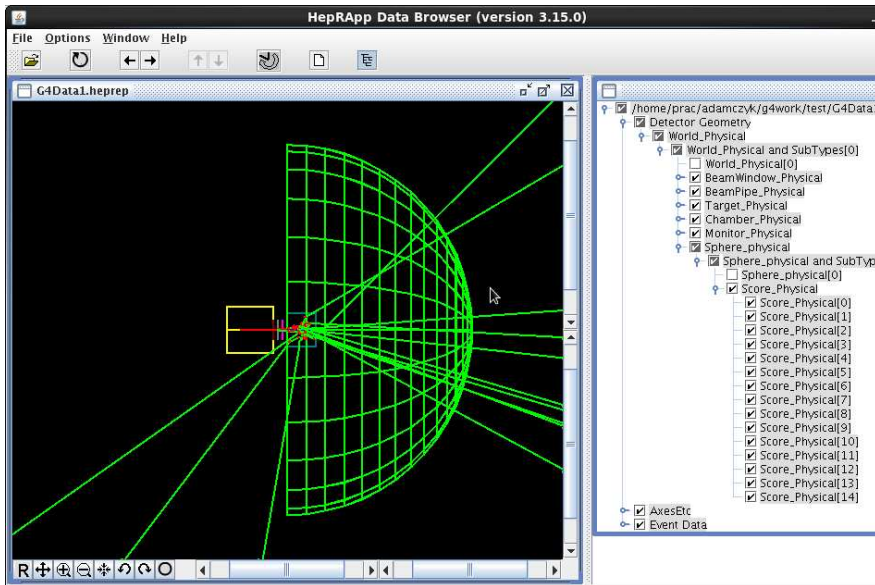 HepRApp Data Browser (version 3.15.0)
File Options Window Help
G4Data1.heprep
R
/home/prac/adamczyk/g4work/test/G4Data1
Detector Geometry
World_Physical
World_Physical and SubTypes[0]
World_Physical[0]
BeamWindow_Physical
BeamPipe_Physical
Target_Physical
Chamber_Physical
Monitor_Physical
Sphere_physical
Sphere_physical and SubTyp
Sphere_physical[0]
Score_Physical
Score_Physical[0]
Score_Physical[1]
Score_Physical[2]
Score_Physical[3]
Score_Physical[4]
Score_Physical[5]
Score_Physical[6]
Score_Physical[7]
Score_Physical[8]
Score_Physical[9]
Score_Physical[10]
Score_Physical[11]
Score_Physical[12]
Score_Physical[13]
Score_Physical[14]
AxesEtc
Event Data